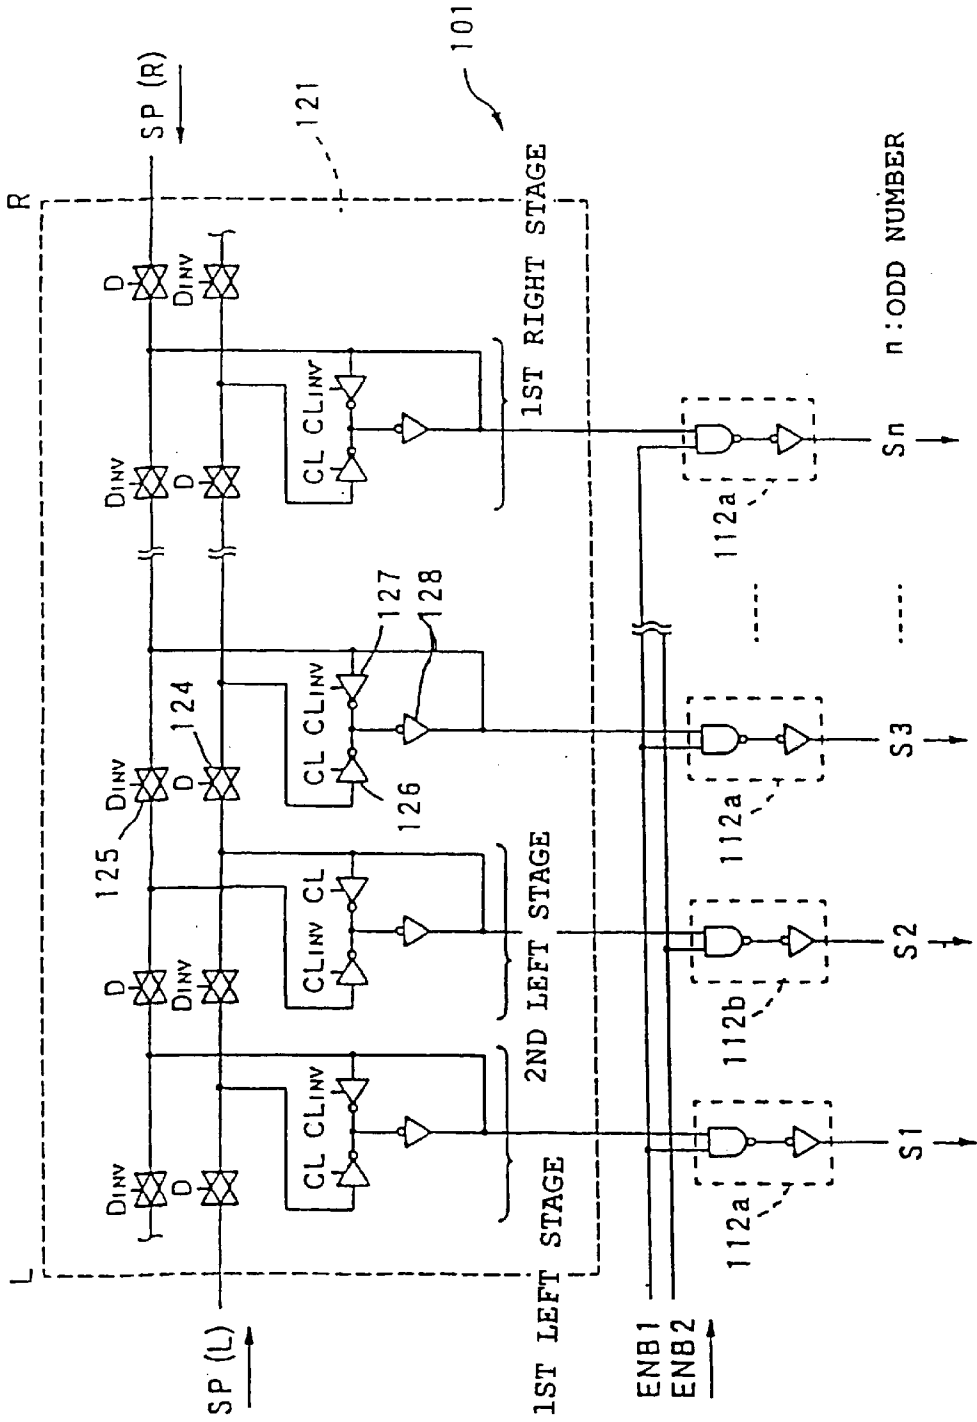 L
R
SP (R)
DINV
D
DINV
DINV
D
125
D
DINV
D
D
DINV
124
SP (L)
121
CL
CLINV
CLINV
CL
CL
CLINV
CL
CLINV
126
127
128
101
1ST LEFT STAGE
2ND LEFT STAGE
1ST RIGHT STAGE
ENB1
ENB2
112a
112b
112a
112a
S1
S2
S3
Sn
n:ODD NUMBER